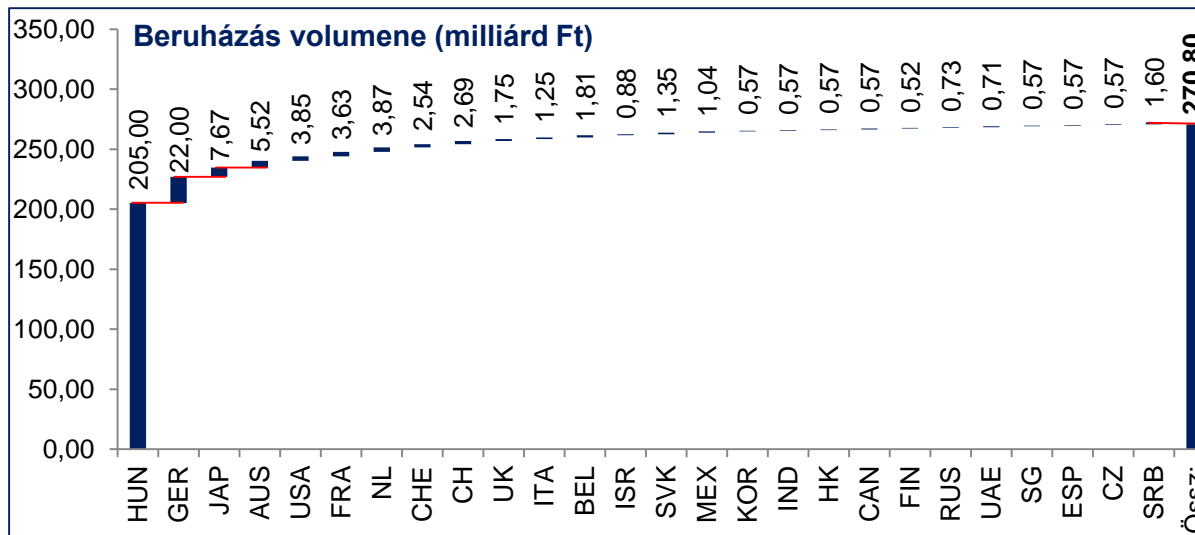 Beruházás volumene (milliárd Ft)
350,00
300,00
250,00
200,00
150,00
100,00
50,00
0,00
205,00
22,00
7,67
5,52
3,85
3,63
3,87
2,54
2,69
1,75
1,25
1,81
0,88
1,35
1,04
0,57
0,57
0,57
0,57
0,52
0,73
0,71
0,57
0,57
0,57
1,60
270,80
HUN
GER
JAP
AUS
USA
FRA
NL
CHE
CH
UK
ITA
BEL
ISR
SVK
MEX
KOR
IND
HK
CAN
FIN
RUS
UAE
SG
ESP
CZ
SRB